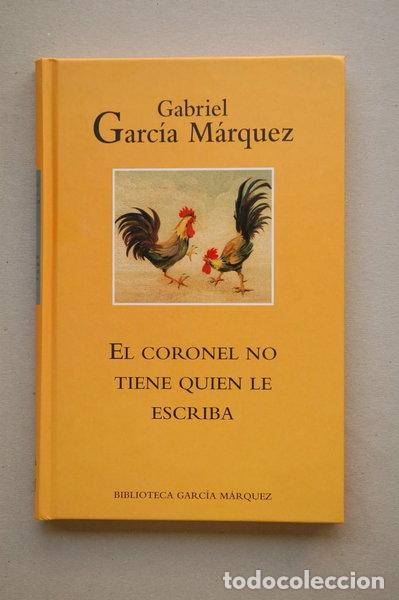 Gabriel
García Márquez
El coronel no
tiene quien le
escriba
Biblioteca García Márquez
todocoleccion